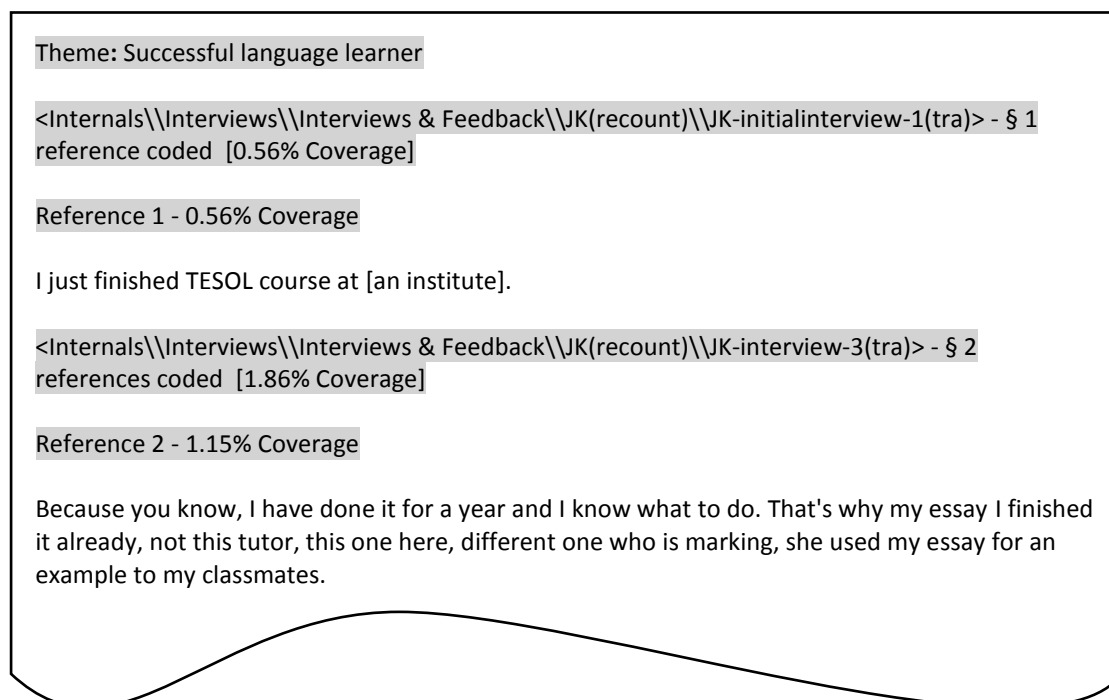 Theme: Successful language learner
<Internals\\Interviews\\Interviews & Feedback\\JK(recount)\\JK-initialinterview-1(tra)> - § 1
reference coded  [0.56% Coverage]
Reference 1 - 0.56% Coverage
I just finished TESOL course at [an institute].
<Internals\\Interviews\\Interviews & Feedback\\JK(recount)\\JK-interview-3(tra)> - § 2
references coded  [1.86% Coverage]
Reference 2 - 1.15% Coverage
Because you know, I have done it for a year and I know what to do. That's why my essay I finished
it already, not this tutor, this one here, different one who is marking, she used my essay for an
example to my classmates.